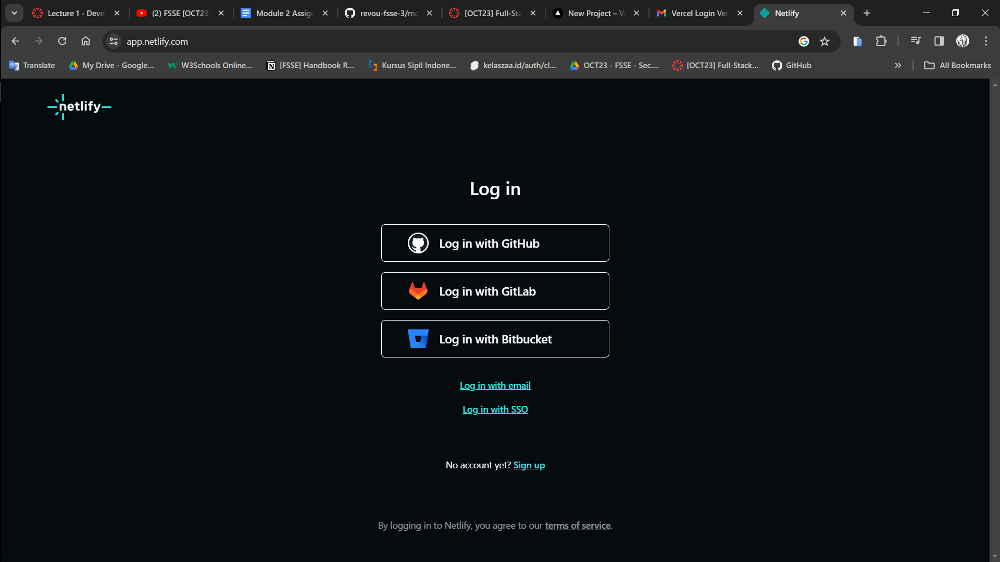 Lecture 1 - Deve
(2) FSSE [OCT23]
Module 2 Assign
revou-fsse-3/mo
[OCT23] Full-Sta
New Project – V
Vercel Login Ver
Netlify
app.netlify.com
Translate
My Drive - Google...
W3Schools Online...
[FSSE] Handbook R...
Kursus Sipil Indone...
kelaszaa.id/auth/cl...
OCT23 - FSSE - Sec....
[OCT23] Full-Stack...
GitHub
All Bookmarks
netlify
Log in
Log in with GitHub
Log in with GitLab
Log in with Bitbucket
Log in with email
Log in with SSO
No account yet? Sign up
By logging in to Netlify, you agree to our terms of service.